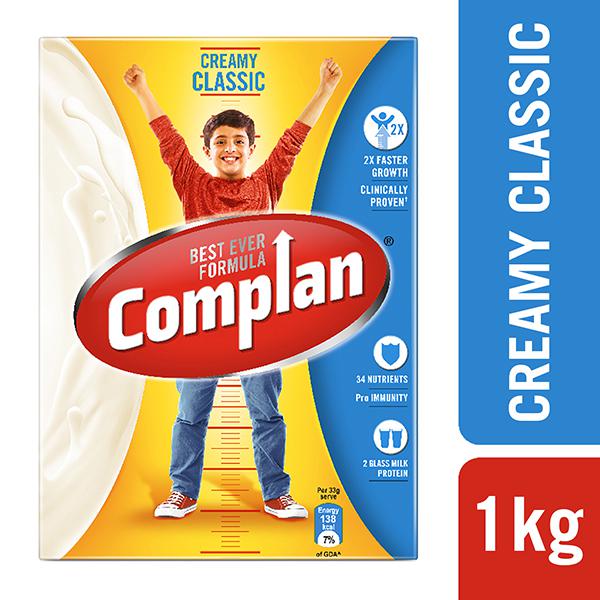 CREAMY
CLASSIC
2X
2X FASTER
GROWTH
CLINICALLY
PROVEN†
BEST EVER
FORMULA
Complan
®
34 NUTRIENTS
Pro IMMUNITY
2 GLASS MILK
PROTEIN
Per 33g
serve
Energy
138
kcal
7%
of GDA^
CREAMY CLASSIC
1kg